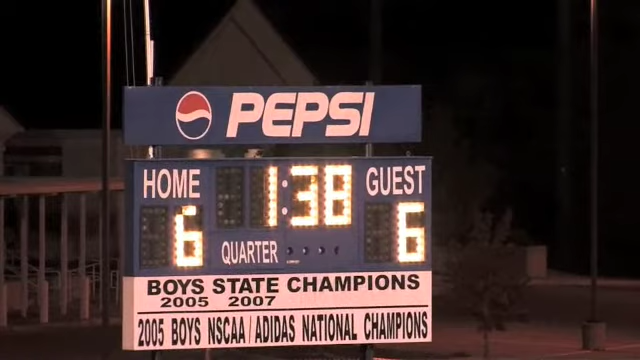 PEPSI
HOME 1:38 GUEST
6 6
QUARTER
BOYS STATE CHAMPIONS
2005 2007
2005 BOYS NSCAA/ADIDAS NATIONAL CHAMPIONS